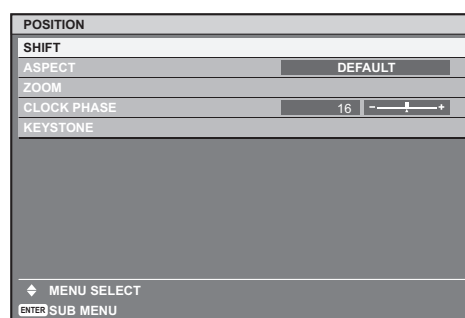 POSITION
SHIFT
ASPECT DEFAULT
ZOOM
CLOCK PHASE 16 - +
KEYSTONE
MENU SELECT
ENTER SUB MENU